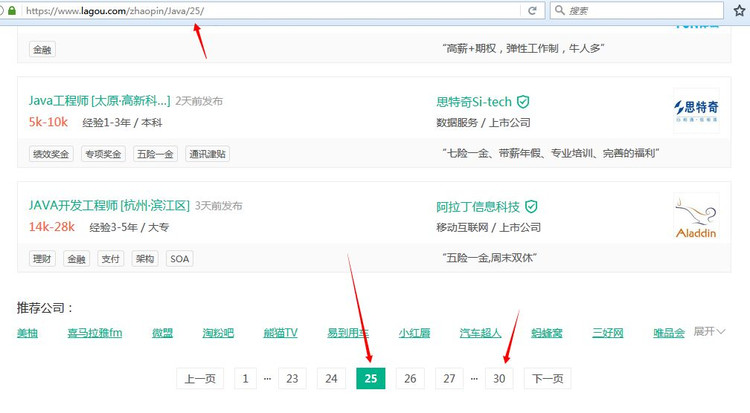 https://www.lagou.com/zhaopin/Java/25/
搜索
金融
“高薪+期权，弹性工作制，牛人多”
Java工程师 [太原·高新科...] 2天前发布
思特奇Si-tech
5k-10k 经验1-3年 / 本科
数据服务 / 上市公司
思特奇
绩效奖金 专项奖金 五险一金 通讯津贴
“七险一金、带薪年假、专业培训、完善的福利”
JAVA开发工程师 [杭州·滨江区] 3天前发布
阿拉丁信息科技
14k-28k 经验3-5年 / 大专
移动互联网 / 上市公司
Aladdin
理财 金融 支付 架构 SOA
“五险一金,周末双休”
推荐公司：
美柚 喜马拉雅fm 微盟 淘粉吧 熊猫TV 易到用车 小红唇 汽车超人 蚂蜂窝 三好网 唯品会 展开
上一页 1 ··· 23 24 25 26 27 ··· 30 下一页